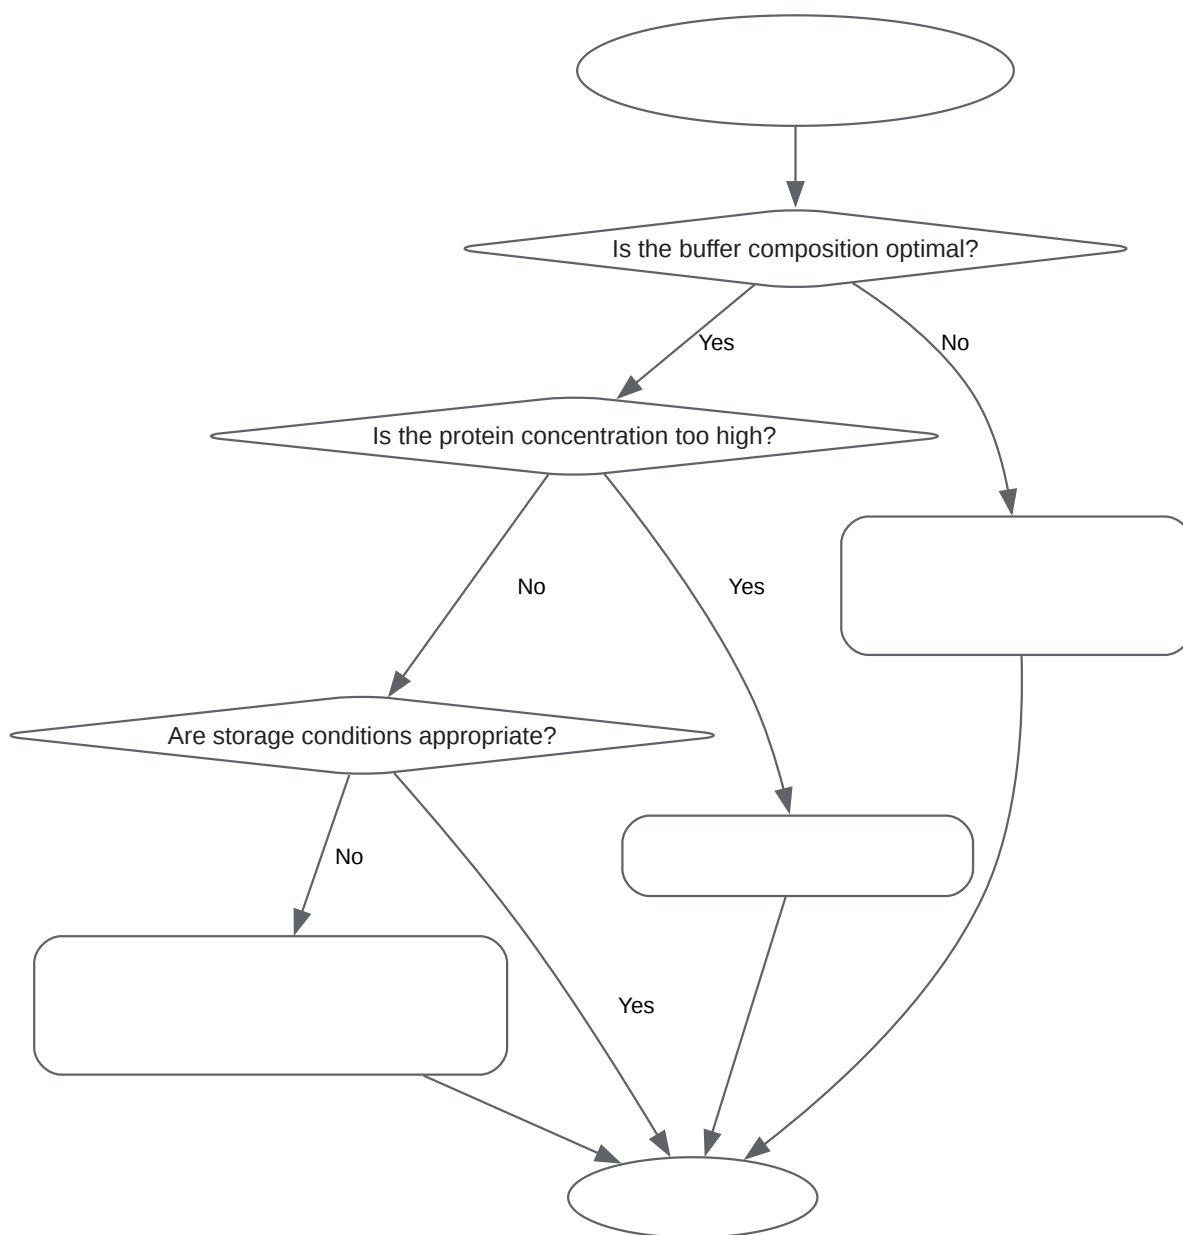 Is the buffer composition optimal?
Yes
No
Is the protein concentration too high?
No
Yes
Are storage conditions appropriate?
No
Yes